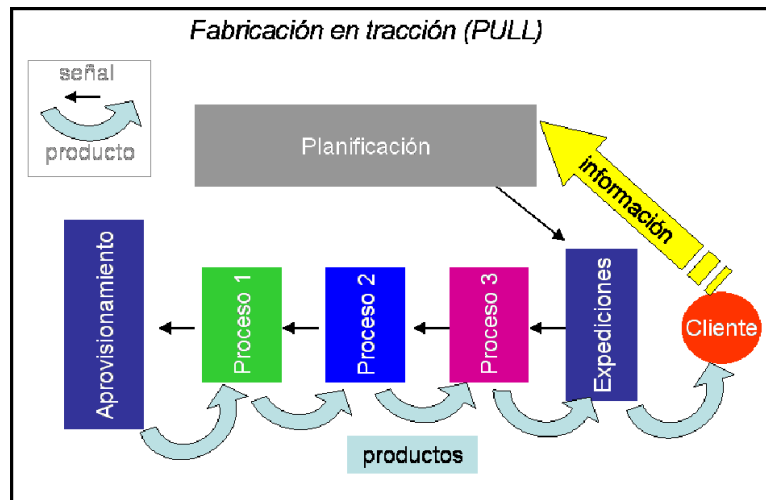 Fabricación en tracción (PULL)
señal
producto
Planificación
información
Aprovisionamiento
Proceso 1
Proceso 2
Proceso 3
Expediciones
Cliente
productos